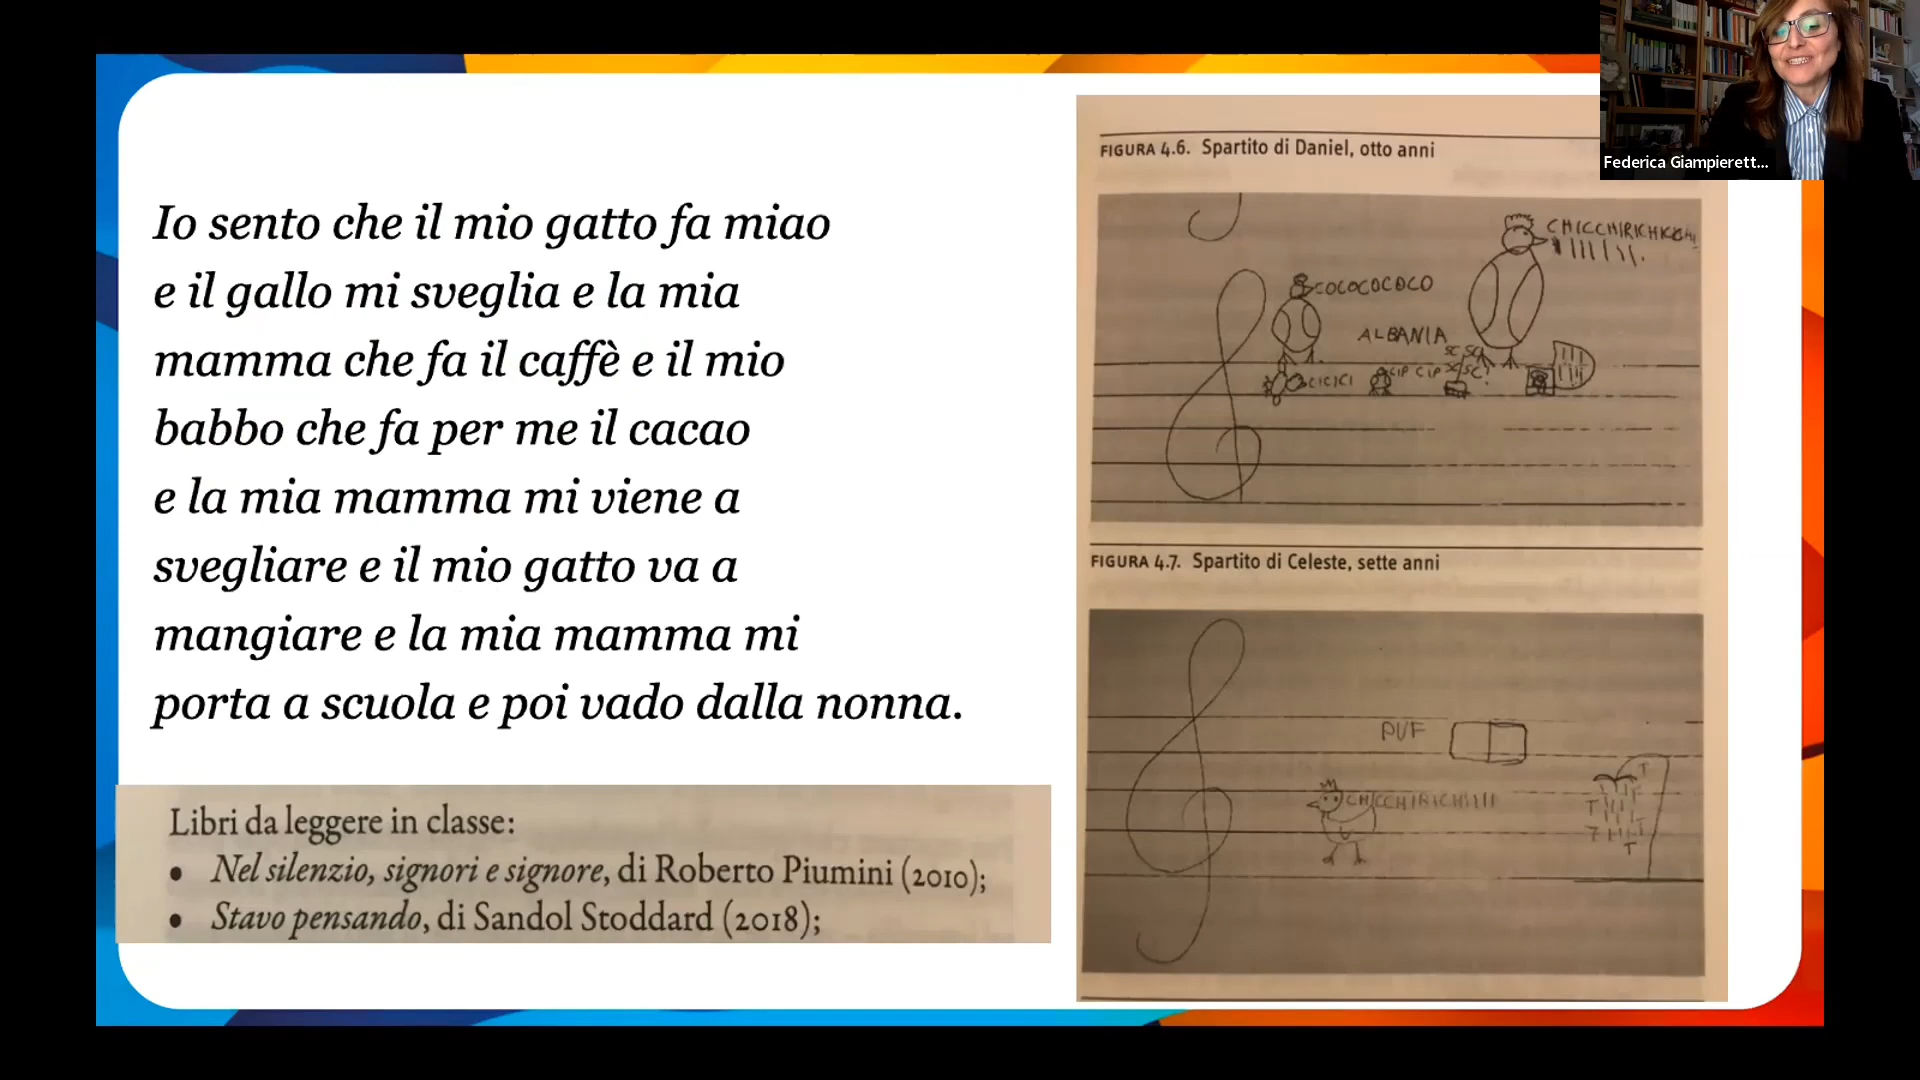 Io sento che il mio gatto fa miao
e il gallo mi sveglia e la mia
mamma che fa il caffè e il mio
babbo che fa per me il cacao
e la mia mamma mi viene a
svegliare e il mio gatto va a
mangiare e la mia mamma mi
porta a scuola e poi vado dalla nonna.
Libri da leggere in classe:
• Nel silenzio, signori e signore, di Roberto Piumini (2010);
• Stavo pensando, di Sandol Stoddard (2018);
FIGURA 4.6. Spartito di Daniel, otto anni
COCOCOCOCO
ALBANIA
CICICI
CIP CIP
FIGURA 4.7. Spartito di Celeste, sette anni
PUF
Federica Giampierett...